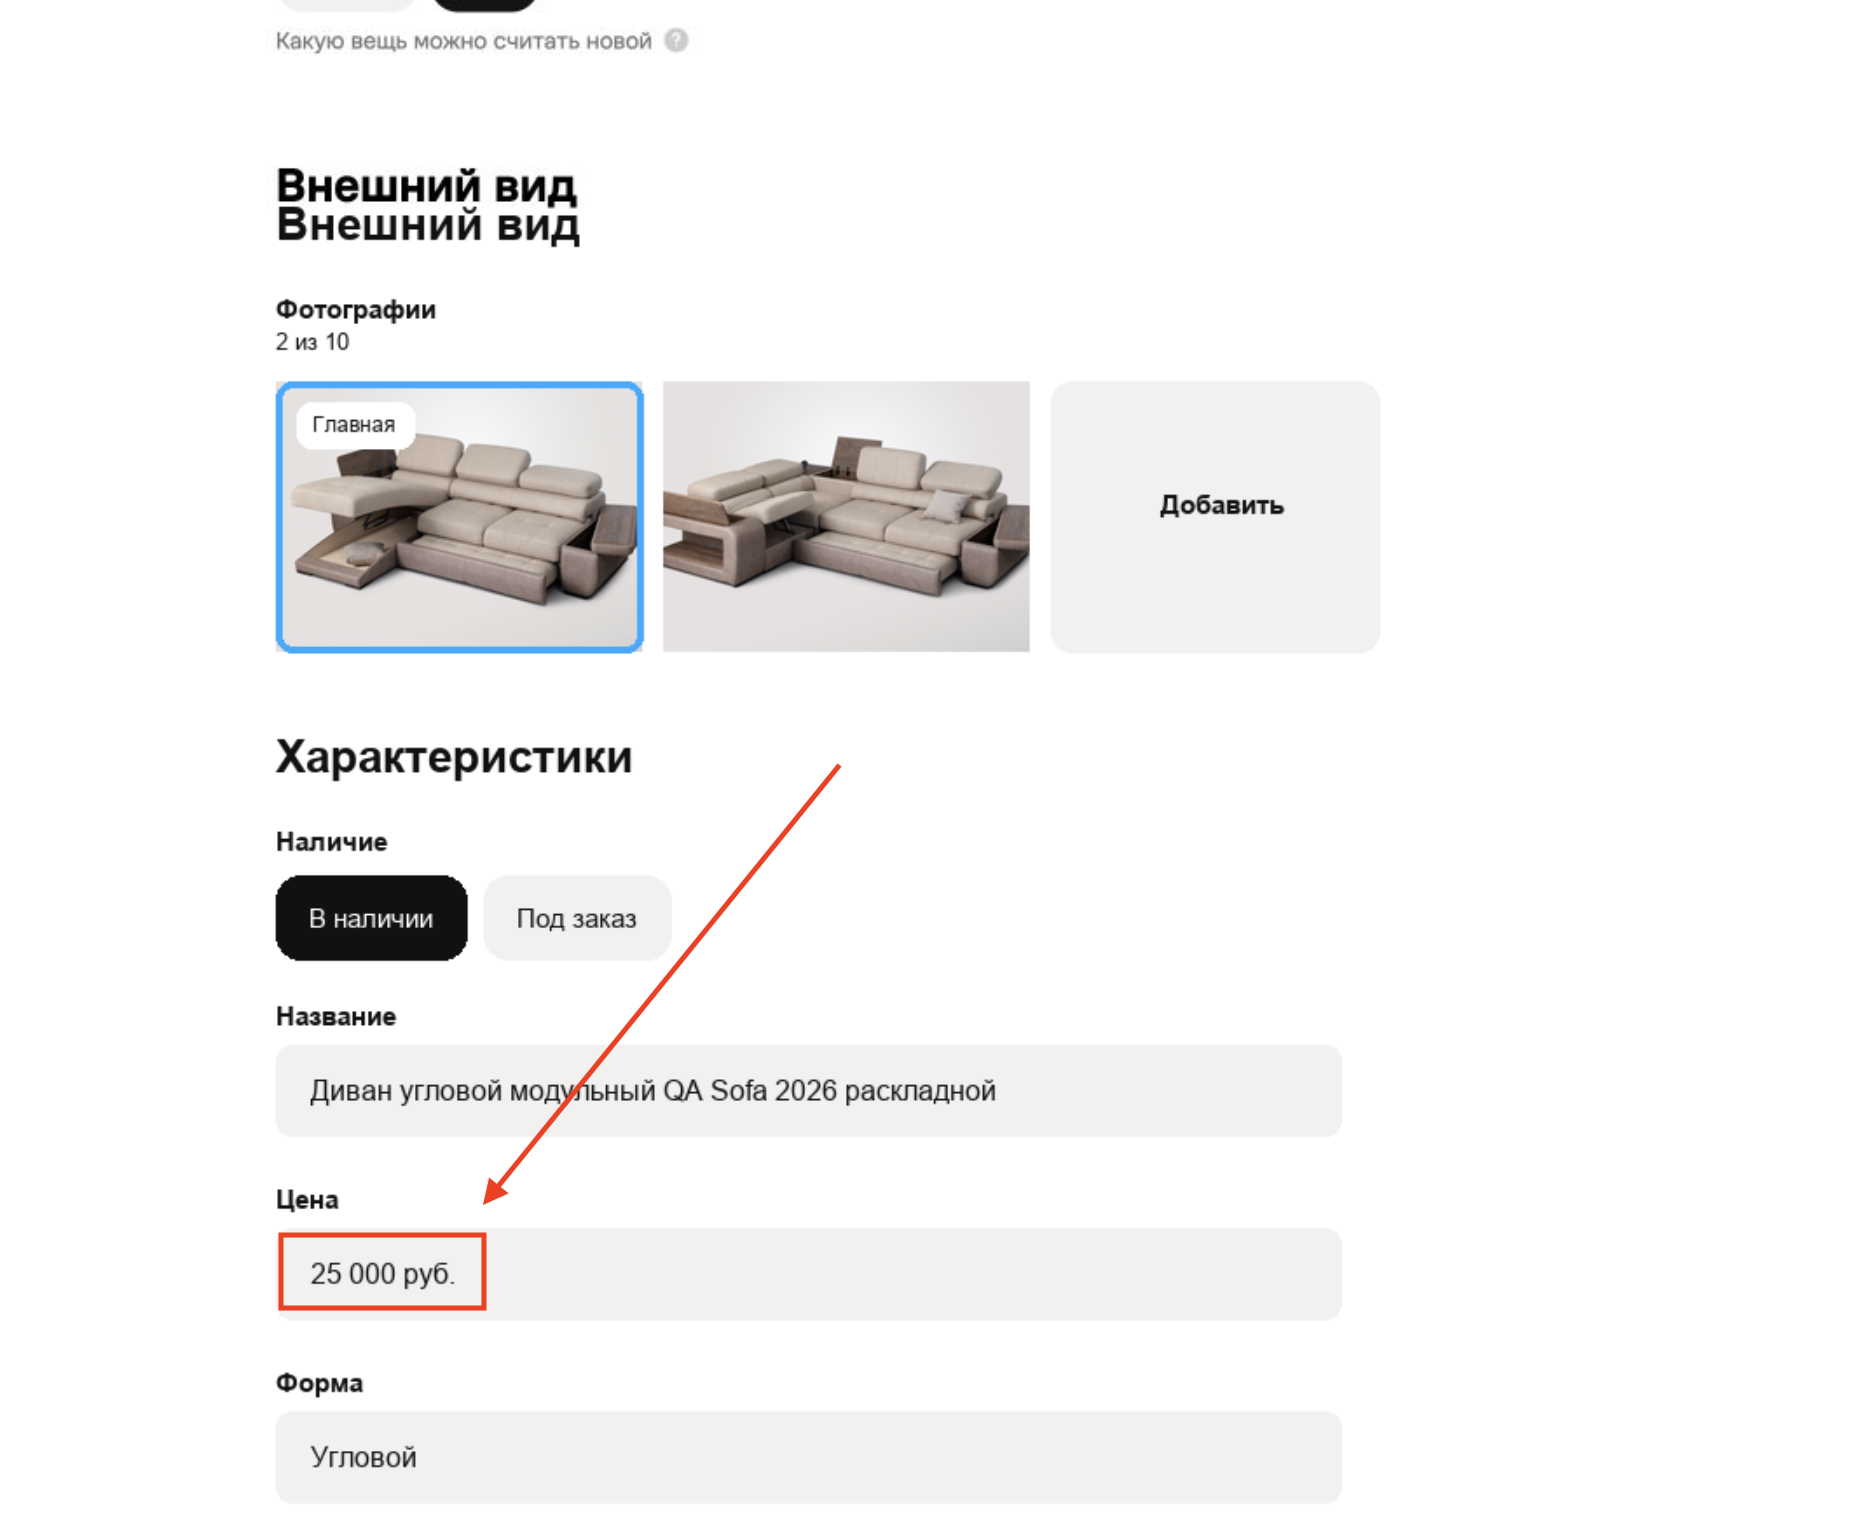 Какую вещь можно считать новой ?
Внешний вид
Внешний вид
Фотографии
2 из 10
Главная
Добавить
Характеристики
Наличие
В наличии Под заказ
Название
Диван угловой модульный QA Sofa 2026 раскладной
Цена
25 000 руб.
Форма
Угловой